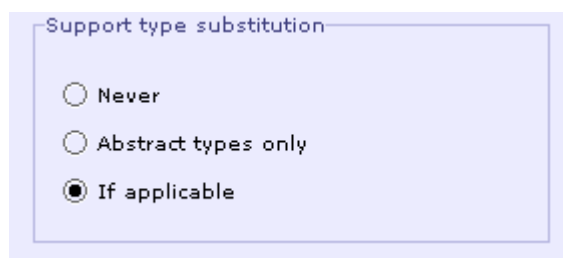 Support type substitution
Never
Abstract types only
If applicable